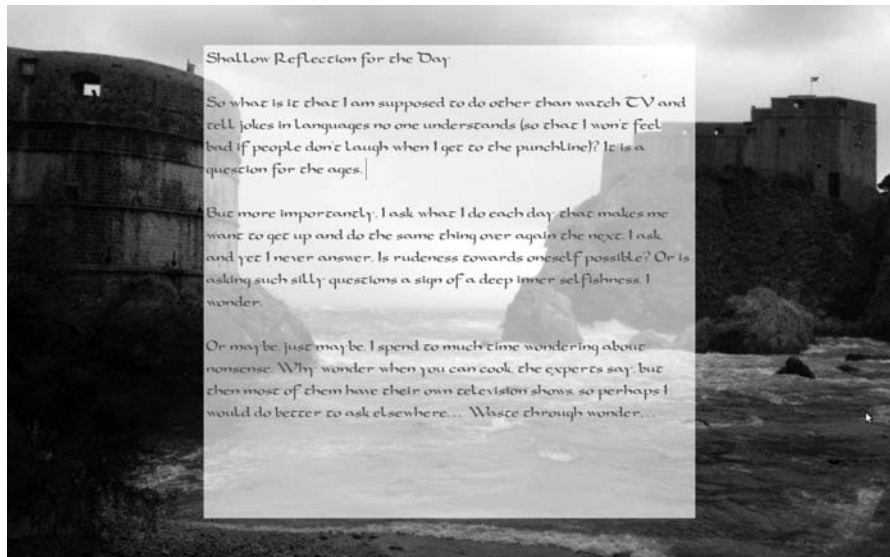 Shallow Reflection for the Day
So what is it that I am supposed to do other than watch TV and
tell jokes in languages no one understands (so that I won't feel
bad if people don't laugh when I get to the punchline)? It is a
question for the ages.
But more importantly, I ask what I do each day that makes me
want to get up and do the same thing over again the next. I ask
and yet I never answer. Is rudeness towards oneself possible? Or is
asking such silly questions a sign of a deep inner selfishness, I
wonder.
Or maybe, just maybe, I spend to much time wondering about
nonsense. Why wonder when you can cook, the experts say, but
then most of them have their own television shows, so perhaps I
would do better to ask elsewhere... Waste through wonder...